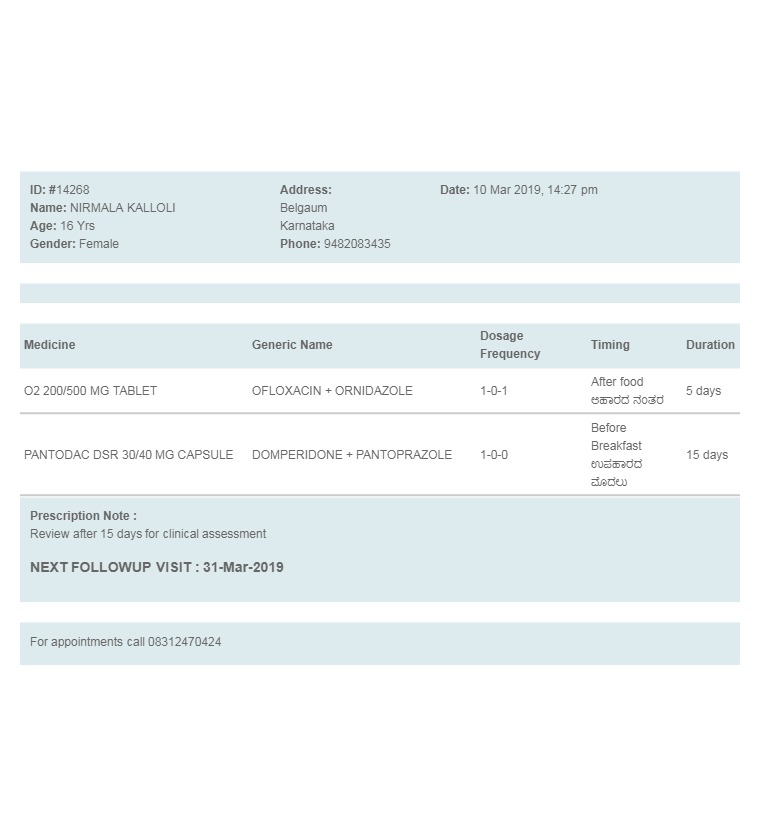 ID: #14268
Name: NIRMALA KALLOLI
Age: 16 Yrs
Gender: Female
Address:
Belgaum
Karnataka
Phone: 9482083435
Date: 10 Mar 2019, 14:27 pm
Medicine Generic Name Dosage Frequency Timing Duration
O2 200/500 MG TABLET OFLOXACIN + ORNIDAZOLE 1-0-1 After food 5 days
ಆಹಾರದ ನಂತರ
PANTODAC DSR 30/40 MG CAPSULE DOMPERIDONE + PANTOPRAZOLE 1-0-0 Before Breakfast 15 days
ಉಪಹಾರದ
ಮೊದಲು
Prescription Note :
Review after 15 days for clinical assessment
NEXT FOLLOWUP VISIT : 31-Mar-2019
For appointments call 08312470424